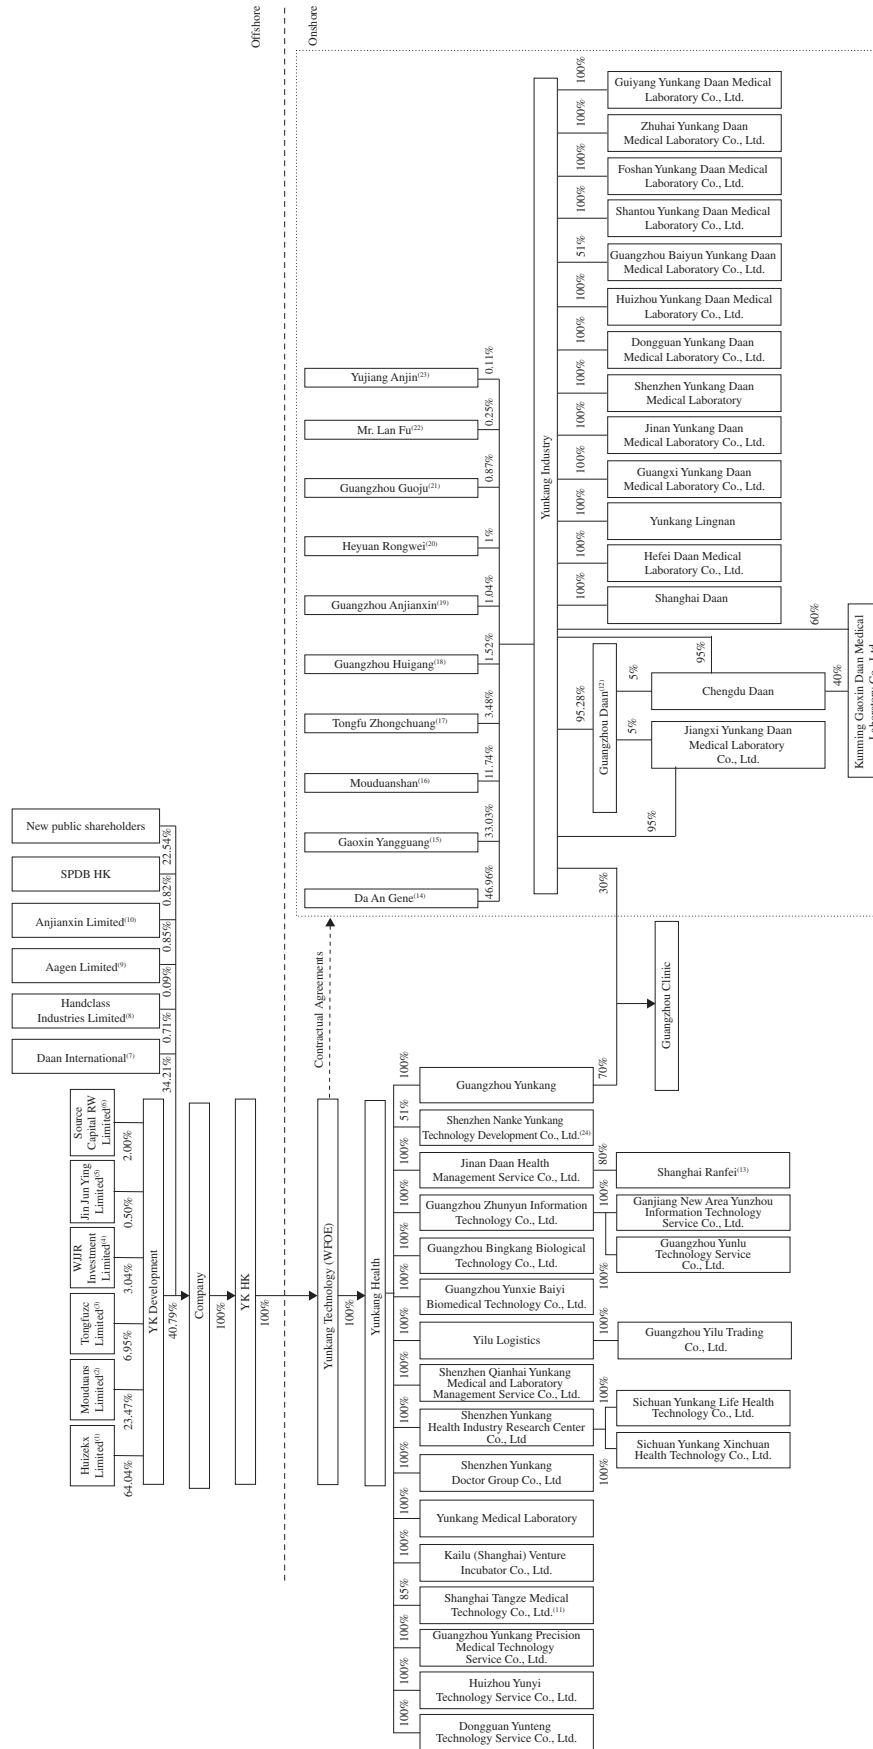 Huizekx
Limited(1)
64.04%
Mouduans
Limited(2)
23.47%
Tongfuzc
Limited(3)
6.95%
WJJR
Investment
Limited(4)
3.04%
Jin Jun Ying
Limited(5)
0.50%
Source
Capital RW
Limited(6)
2.00%
YK Development
40.79%
Daan International(7)
34.21%
Handclass
Industries Limited(8)
0.71%
Aagen Limited(9)
0.09%
Anjianxin Limited(10)
0.85%
SPDB HK
0.82%
New public shareholders
22.54%
Company
100%
YK HK
100%
Offshore
Onshore
Yunkang Technology (WFOE)
Contractual Agreements
100%
Yunkang Health
100%
Dongguan Yunteng
Technology Service Co., Ltd.
100%
Huizhou Yunyi
Technology Service Co., Ltd.
100%
Guangzhou Yunkang Precision
Medical Technology
Service Co., Ltd.
85%
Shanghai Tangze Medical
Technology Co., Ltd.(11)
100%
Kailu (Shanghai) Venture
Incubator Co., Ltd.
100%
Yunkang Medical Laboratory
100%
Shenzhen Yunkang
Doctor Group Co., Ltd
100%
Shenzhen Yunkang
Health Industry Research Center
Co., Ltd
100%
Sichuan Yunkang Xinchuan
Health Technology Co., Ltd.
100%
Sichuan Yunkang Life Health
Technology Co., Ltd.
100%
Shenzhen Qianhai Yunkang
Medical and Laboratory
Management Service Co., Ltd.
100%
Yilu Logistics
100%
Guangzhou Yilu Trading
Co., Ltd.
100%
Guangzhou Yunxie Baiyi
Biomedical Technology Co., Ltd.
100%
Guangzhou Bingkang Biological
Technology Co., Ltd.
100%
Guangzhou Zhunyun Information
Technology Co., Ltd.
100%
Guangzhou Yunlu
Technology Service
Co., Ltd.
100%
Ganjiang New Area Yunzhou
Information Technology
Service Co., Ltd.
100%
Jinan Daan Health
Management Service Co., Ltd.
80%
Shanghai Ranfei(13)
51%
Shenzhen Nanke Yunkang
Technology Development Co., Ltd.(24)
100%
Guangzhou Yunkang
70%
30%
Guangzhou Clinic
Da An Gene(14)
46.96%
Gaoxin Yangguang(15)
33.03%
Mouduanshan(16)
11.74%
Tongfu Zhongchuang(17)
3.48%
Guangzhou Huigang(18)
1.52%
Guangzhou Anjianxin(19)
1.04%
Heyuan Rongwei(20)
1%
Guangzhou Guoju(21)
0.87%
Mr. Lan Fu(22)
0.25%
Yujiang Anjin(23)
0.11%
Yunkang Industry
95.28%
Guangzhou Daan(12)
95%
5%
Jiangxi Yunkang Daan
Medical Laboratory
Co., Ltd.
5%
95%
Chengdu Daan
40%
60%
Kunming Gaoxin Daan Medical
Laboratory Co., Ltd.
100%
Shanghai Daan
100%
Hefei Daan Medical
Laboratory Co., Ltd.
100%
Yunkang Lingnan
100%
Guangxi Yunkang Daan
Medical Laboratory Co., Ltd.
100%
Jinan Yunkang Daan
Medical Laboratory Co., Ltd.
100%
Shenzhen Yunkang Daan
Medical Laboratory
100%
Dongguan Yunkang Daan
Medical Laboratory Co., Ltd.
100%
Huizhou Yunkang Daan Medical
Laboratory Co., Ltd.
51%
Guangzhou Baiyun Yunkang Daan
Medical Laboratory Co., Ltd.
100%
Shantou Yunkang Daan Medical
Laboratory Co., Ltd.
100%
Foshan Yunkang Daan Medical
Laboratory Co., Ltd.
100%
Zhuhai Yunkang Daan
Medical Laboratory Co., Ltd.
100%
Guiyang Yunkang Daan Medical
Laboratory Co., Ltd.